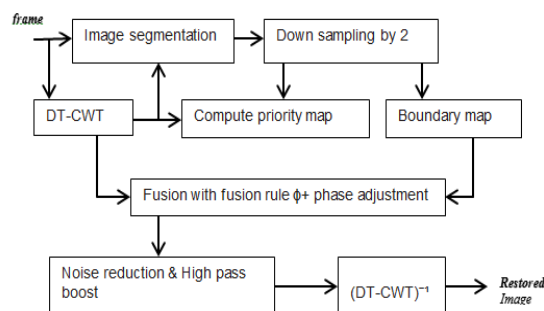 frame
Image segmentation
Down sampling by 2
DT-CWT
Compute priority map
Boundary map
Fusion with fusion rule ϕ+ phase adjustment
Noise reduction & High pass
boost
(DT-CWT)⁻¹
Restored
Image